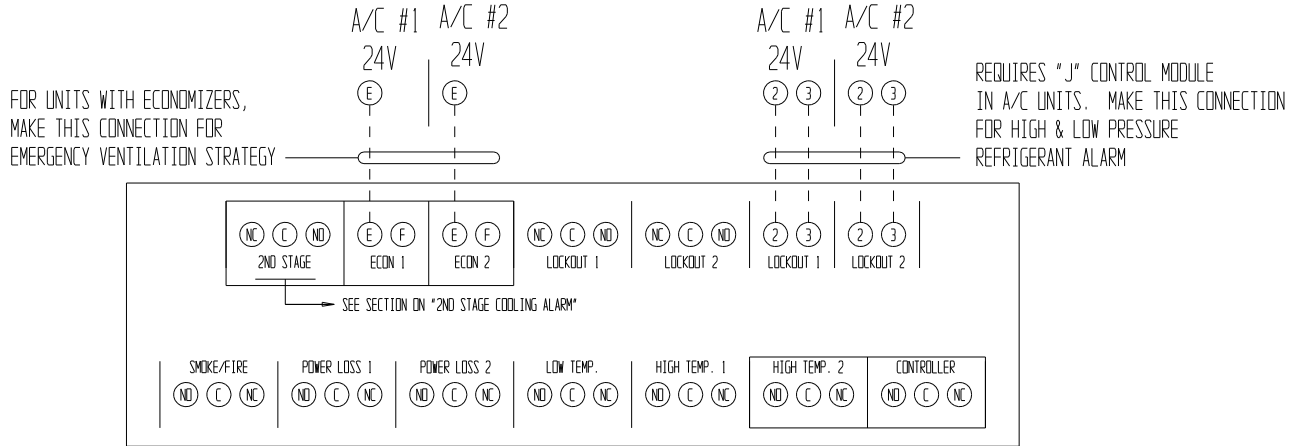 A/C #1 A/C #2 A/C #1 A/C #2
24V 24V 24V 24V
FOR UNITS WITH ECONOMIZERS,
MAKE THIS CONNECTION FOR
EMERGENCY VENTILATION STRATEGY
E E 2 3 2 3
REQUIRES "J" CONTROL MODULE
IN A/C UNITS. MAKE THIS CONNECTION
FOR HIGH & LOW PRESSURE
REFRIGERANT ALARM
NC C NO E F E F NC C NO NC C NO 2 3 2 3
2ND STAGE ECON 1 ECON 2 LOCKOUT 1 LOCKOUT 2 LOCKOUT 1 LOCKOUT 2
SEE SECTION ON "2ND STAGE COOLING ALARM"
SMOKE/FIRE POWER LOSS 1 POWER LOSS 2 LOW TEMP. HIGH TEMP. 1 HIGH TEMP. 2 CONTROLLER
NO C NC NO C NC NO C NC NO C NC NO C NC NO C NC NO C NC